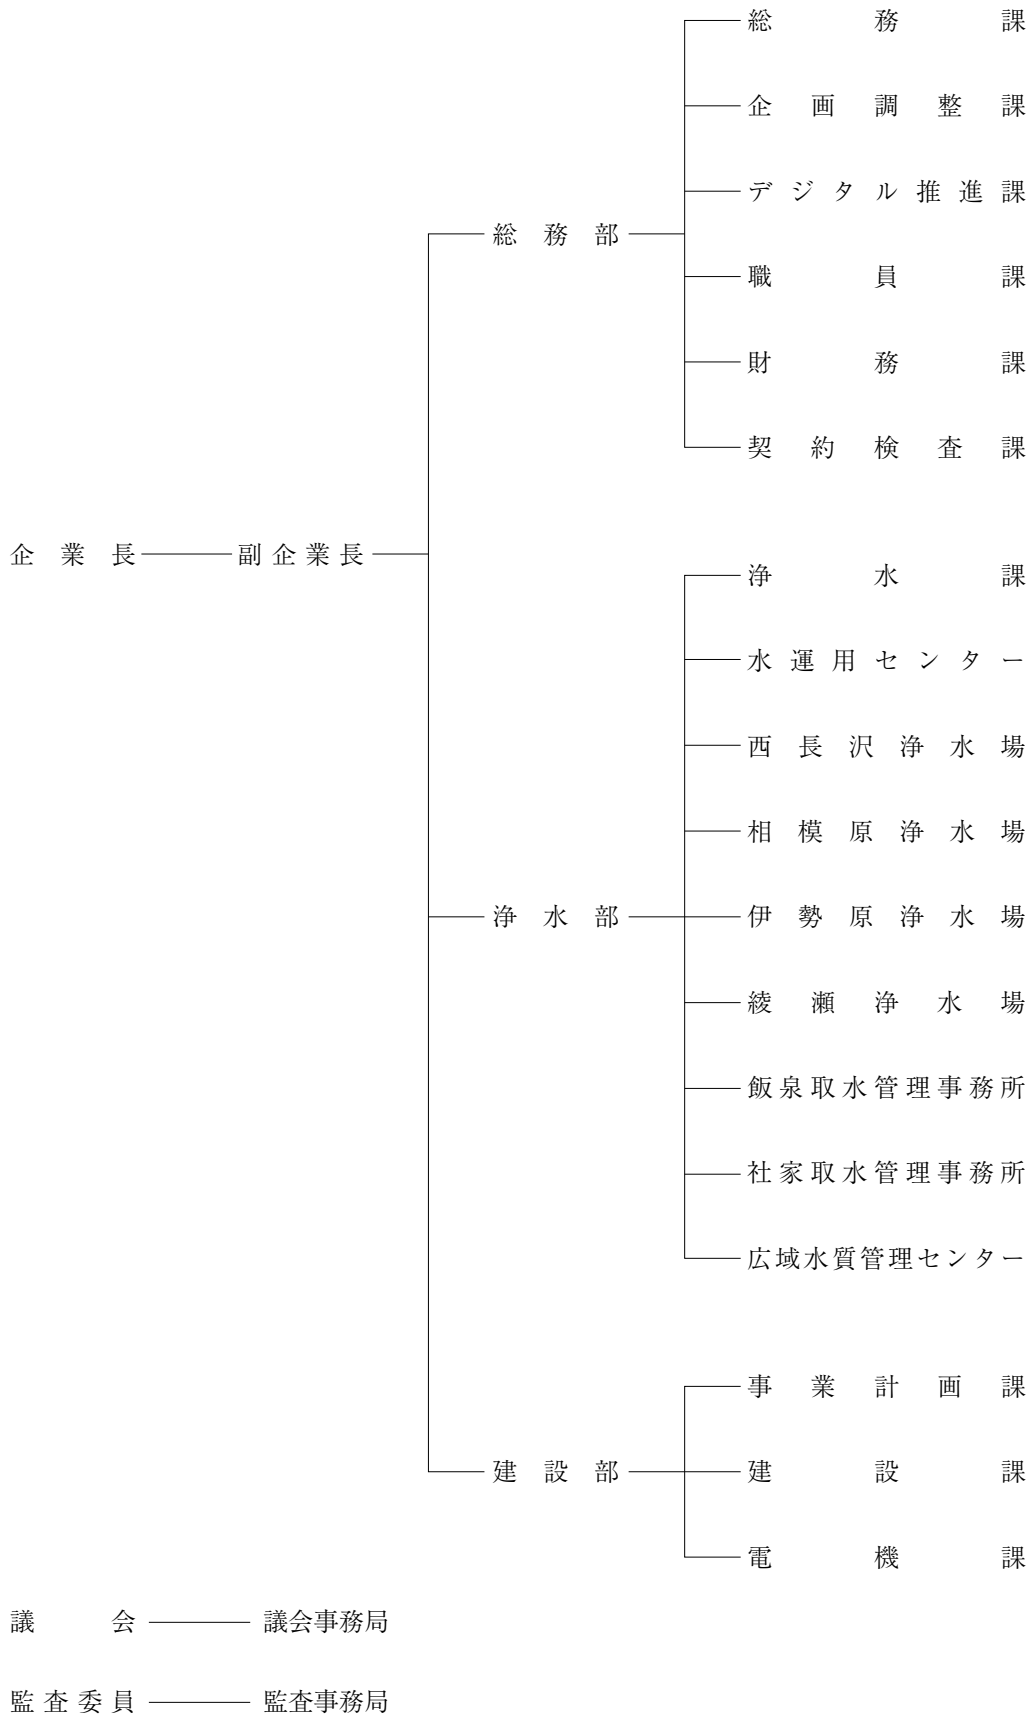 総務課
企画調整課
デジタル推進課
総務部
職員課
財務課
契約検査課
企業長 副企業長
浄水課
水運用センター
西長沢浄水場
相模原浄水場
浄水部
伊勢原浄水場
綾瀬浄水場
飯泉取水管理事務所
社家取水管理事務所
広域水質管理センター
事業計画課
建設部
建設課
電機課
議会 議会事務局
監査委員 監査事務局